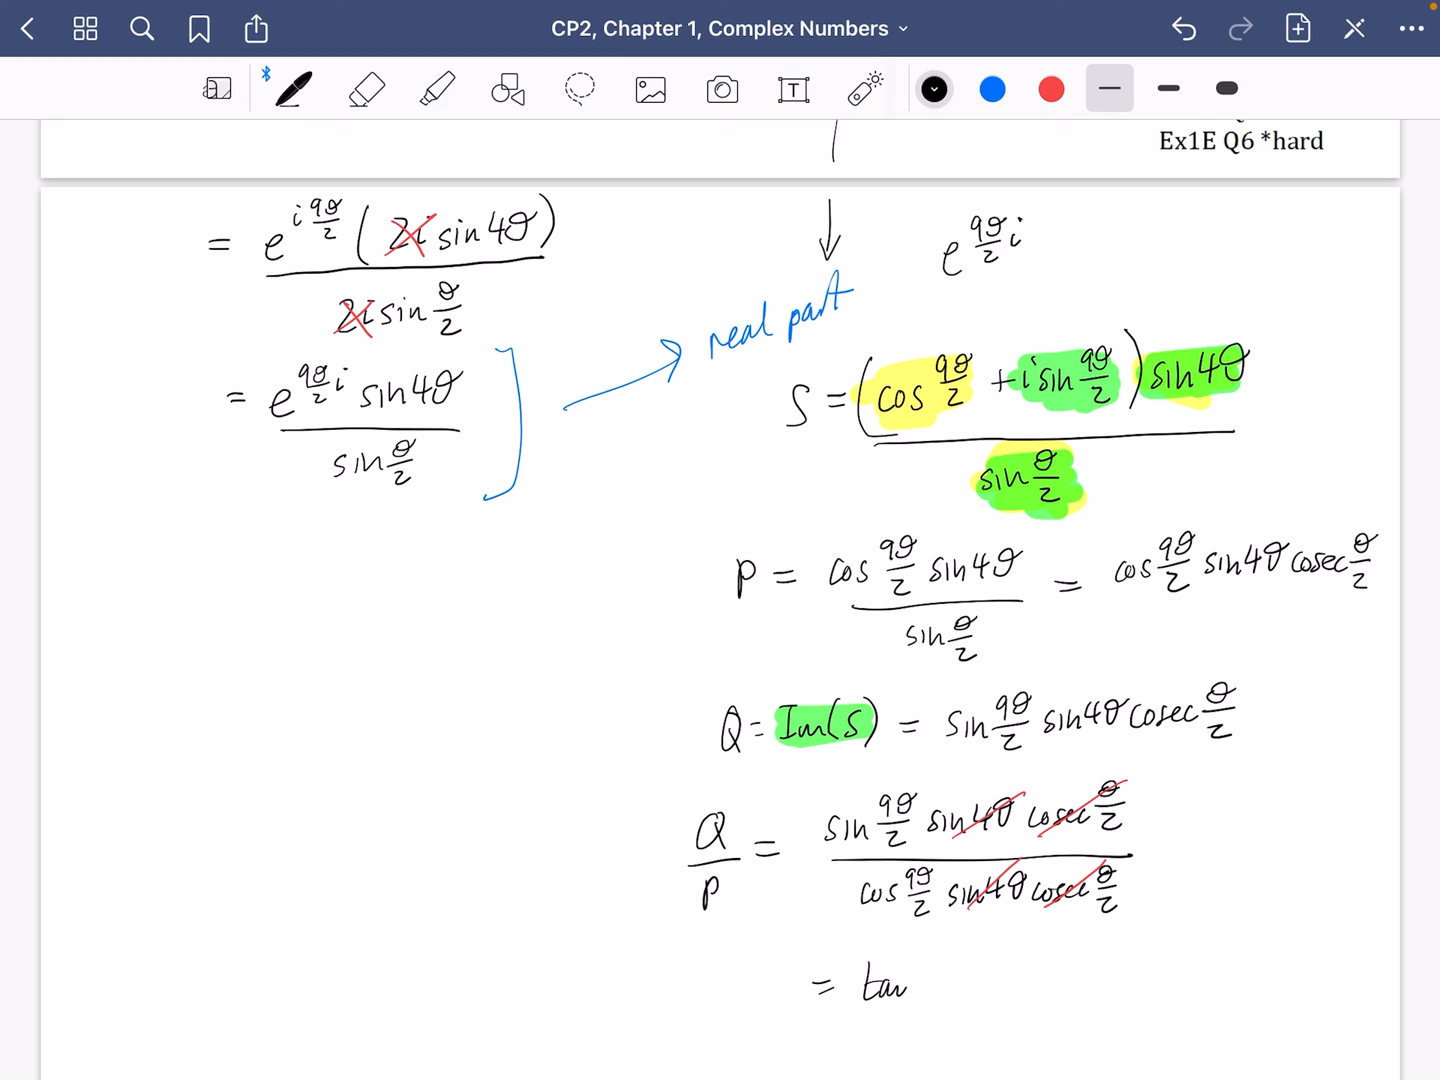 CP2, Chapter 1, Complex Numbers
Ex1E Q6 *hard
= e^{i 9θ/2} (2i sin 4θ) / 2i sin θ/2
= e^{9θ/2 i} sin 4θ / sin θ/2
real part
e^{9θ/2 i}
S = (cos 9θ/2 + i sin 9θ/2) sin 4θ / sin θ/2
P = cos 9θ/2 sin 4θ / sin θ/2 = cos 9θ/2 sin 4θ cosec θ/2
Q = Im(S) = sin 9θ/2 sin 4θ cosec θ/2
Q/P = sin 9θ/2 sin 4θ cosec θ/2 / cos 9θ/2 sin 4θ cosec θ/2
= tan